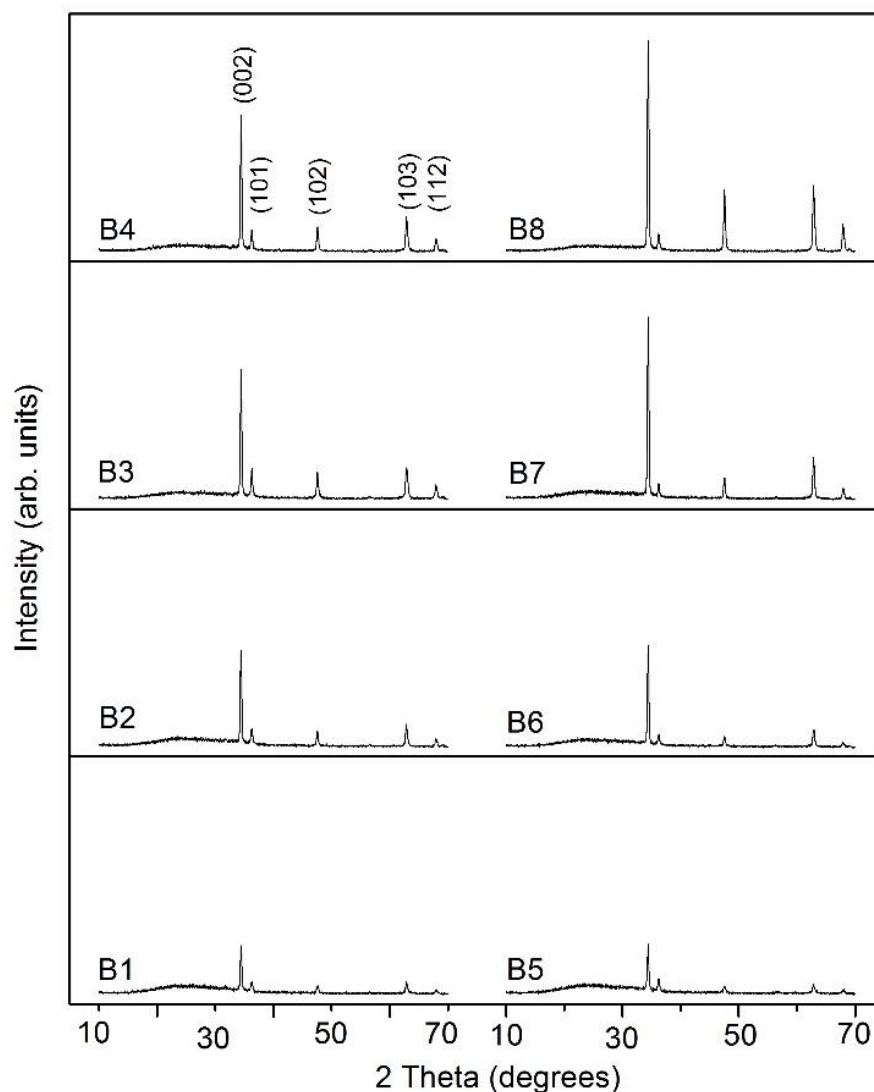 (002)
(101)
(102)
(103)
(112)
B4
B8
B3
B7
B2
B6
B1
B5
10
30
50
70
10
30
50
70
Intensity (arb. units)
2 Theta (degrees)